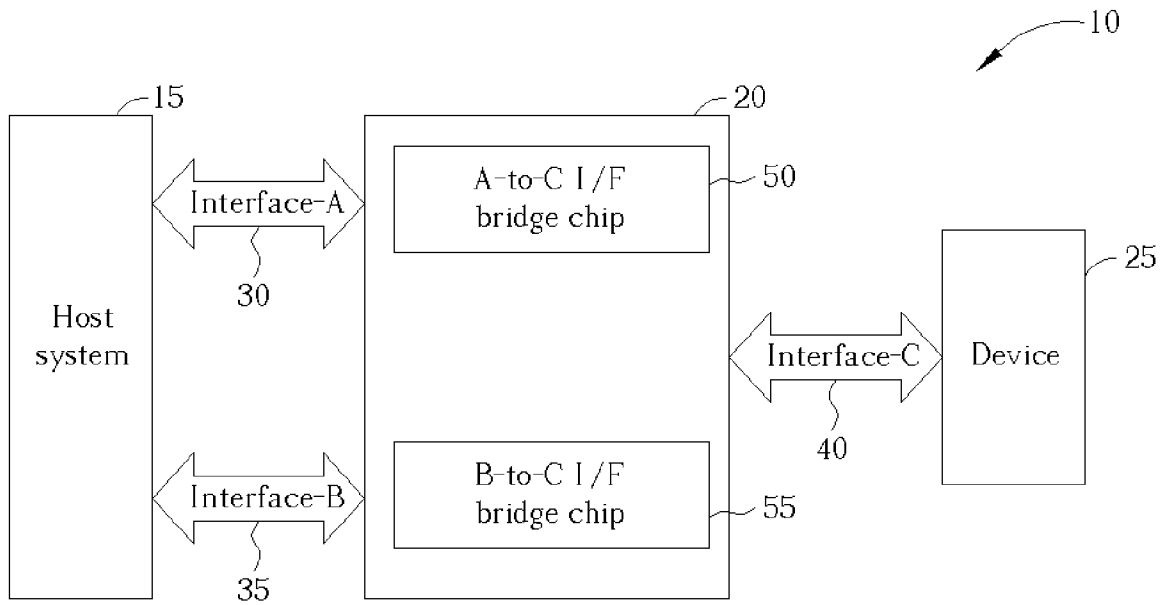 10
15
20
A-to-C I/F
bridge chip
50
Interface-A
30
25
Host
system
Interface-C
Device
40
B-to-C I/F
bridge chip
55
Interface-B
35